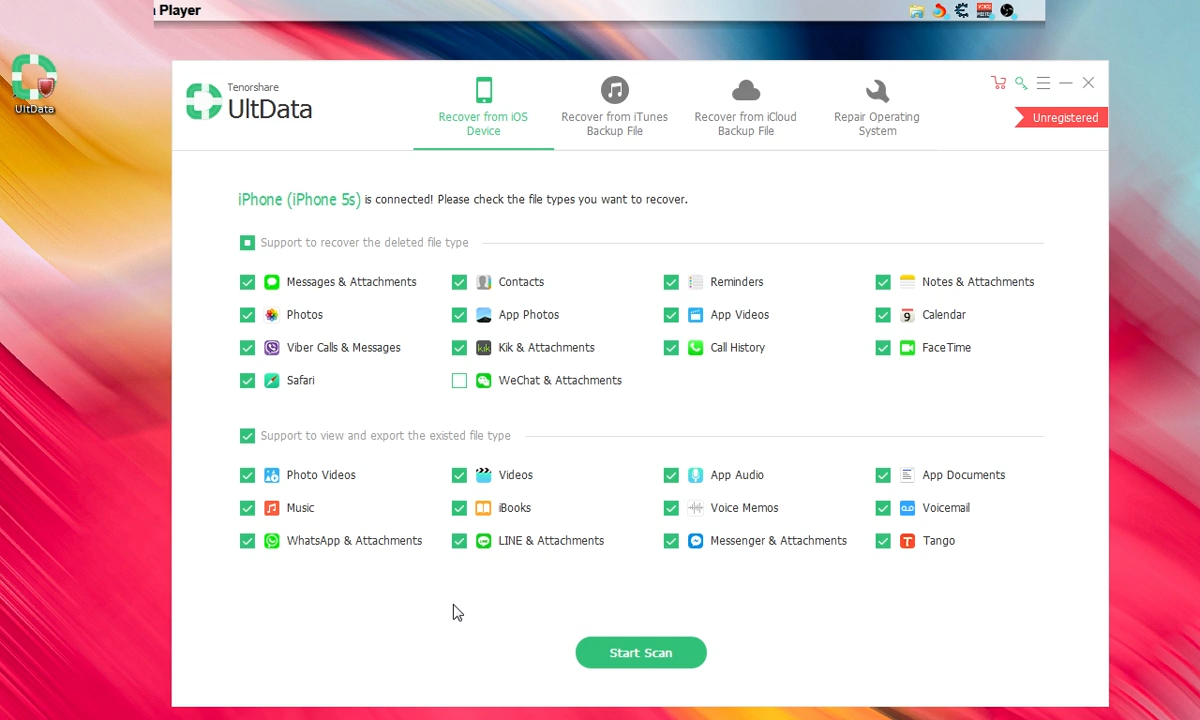 Player
UltData
Tenorshare
UltData
Recover from iOS
Device
Recover from iTunes
Backup File
Recover from iCloud
Backup File
Repair Operating
System
Unregistered
iPhone (iPhone 5s) is connected! Please check the file types you want to recover.
Support to recover the deleted file type
Messages & Attachments
Contacts
Reminders
Notes & Attachments
Photos
App Photos
App Videos
9
Calendar
Viber Calls & Messages
kik
Kik & Attachments
Call History
FaceTime
Safari
WeChat & Attachments
Support to view and export the existed file type
Photo Videos
Videos
App Audio
App Documents
Music
iBooks
Voice Memos
Voicemail
WhatsApp & Attachments
LINE & Attachments
Messenger & Attachments
T
Tango
Start Scan